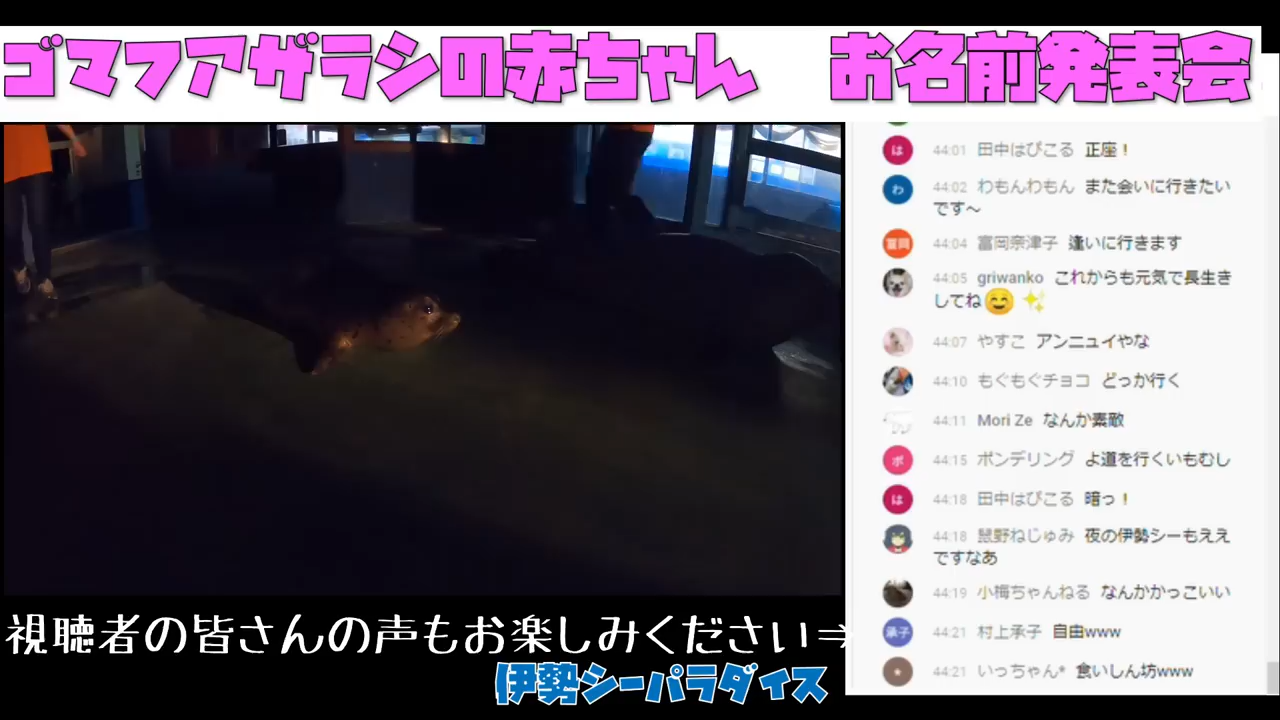 ゴマフアザラシの赤ちゃん　お名前発表会
は 44:01 田中はぴこる 正座！
わ 44:02 わもんわもん また会いに行きたい
です～
富岡 44:04 富岡奈津子 逢いに行きます
44:05 griwanko これからも元気で長生き
してね😊 ✨
44:07 やすこ アンニュイやな
44:10 もぐもぐチョコ どっか行く
44:11 Mori Ze なんか素敵
ポ 44:15 ポンデリング よ道を行くいもむし
は 44:18 田中はぴこる 暗っ！
44:18 鼠野ねじゅみ 夜の伊勢シーもええ
ですなあ
44:19 小梅ちゃんねる なんかかっこいい
承子 44:21 村上承子 自由www
44:21 いっちゃん* 食いしん坊www
視聴者の皆さんの声もお楽しみください⇒
伊勢シーパラダイス